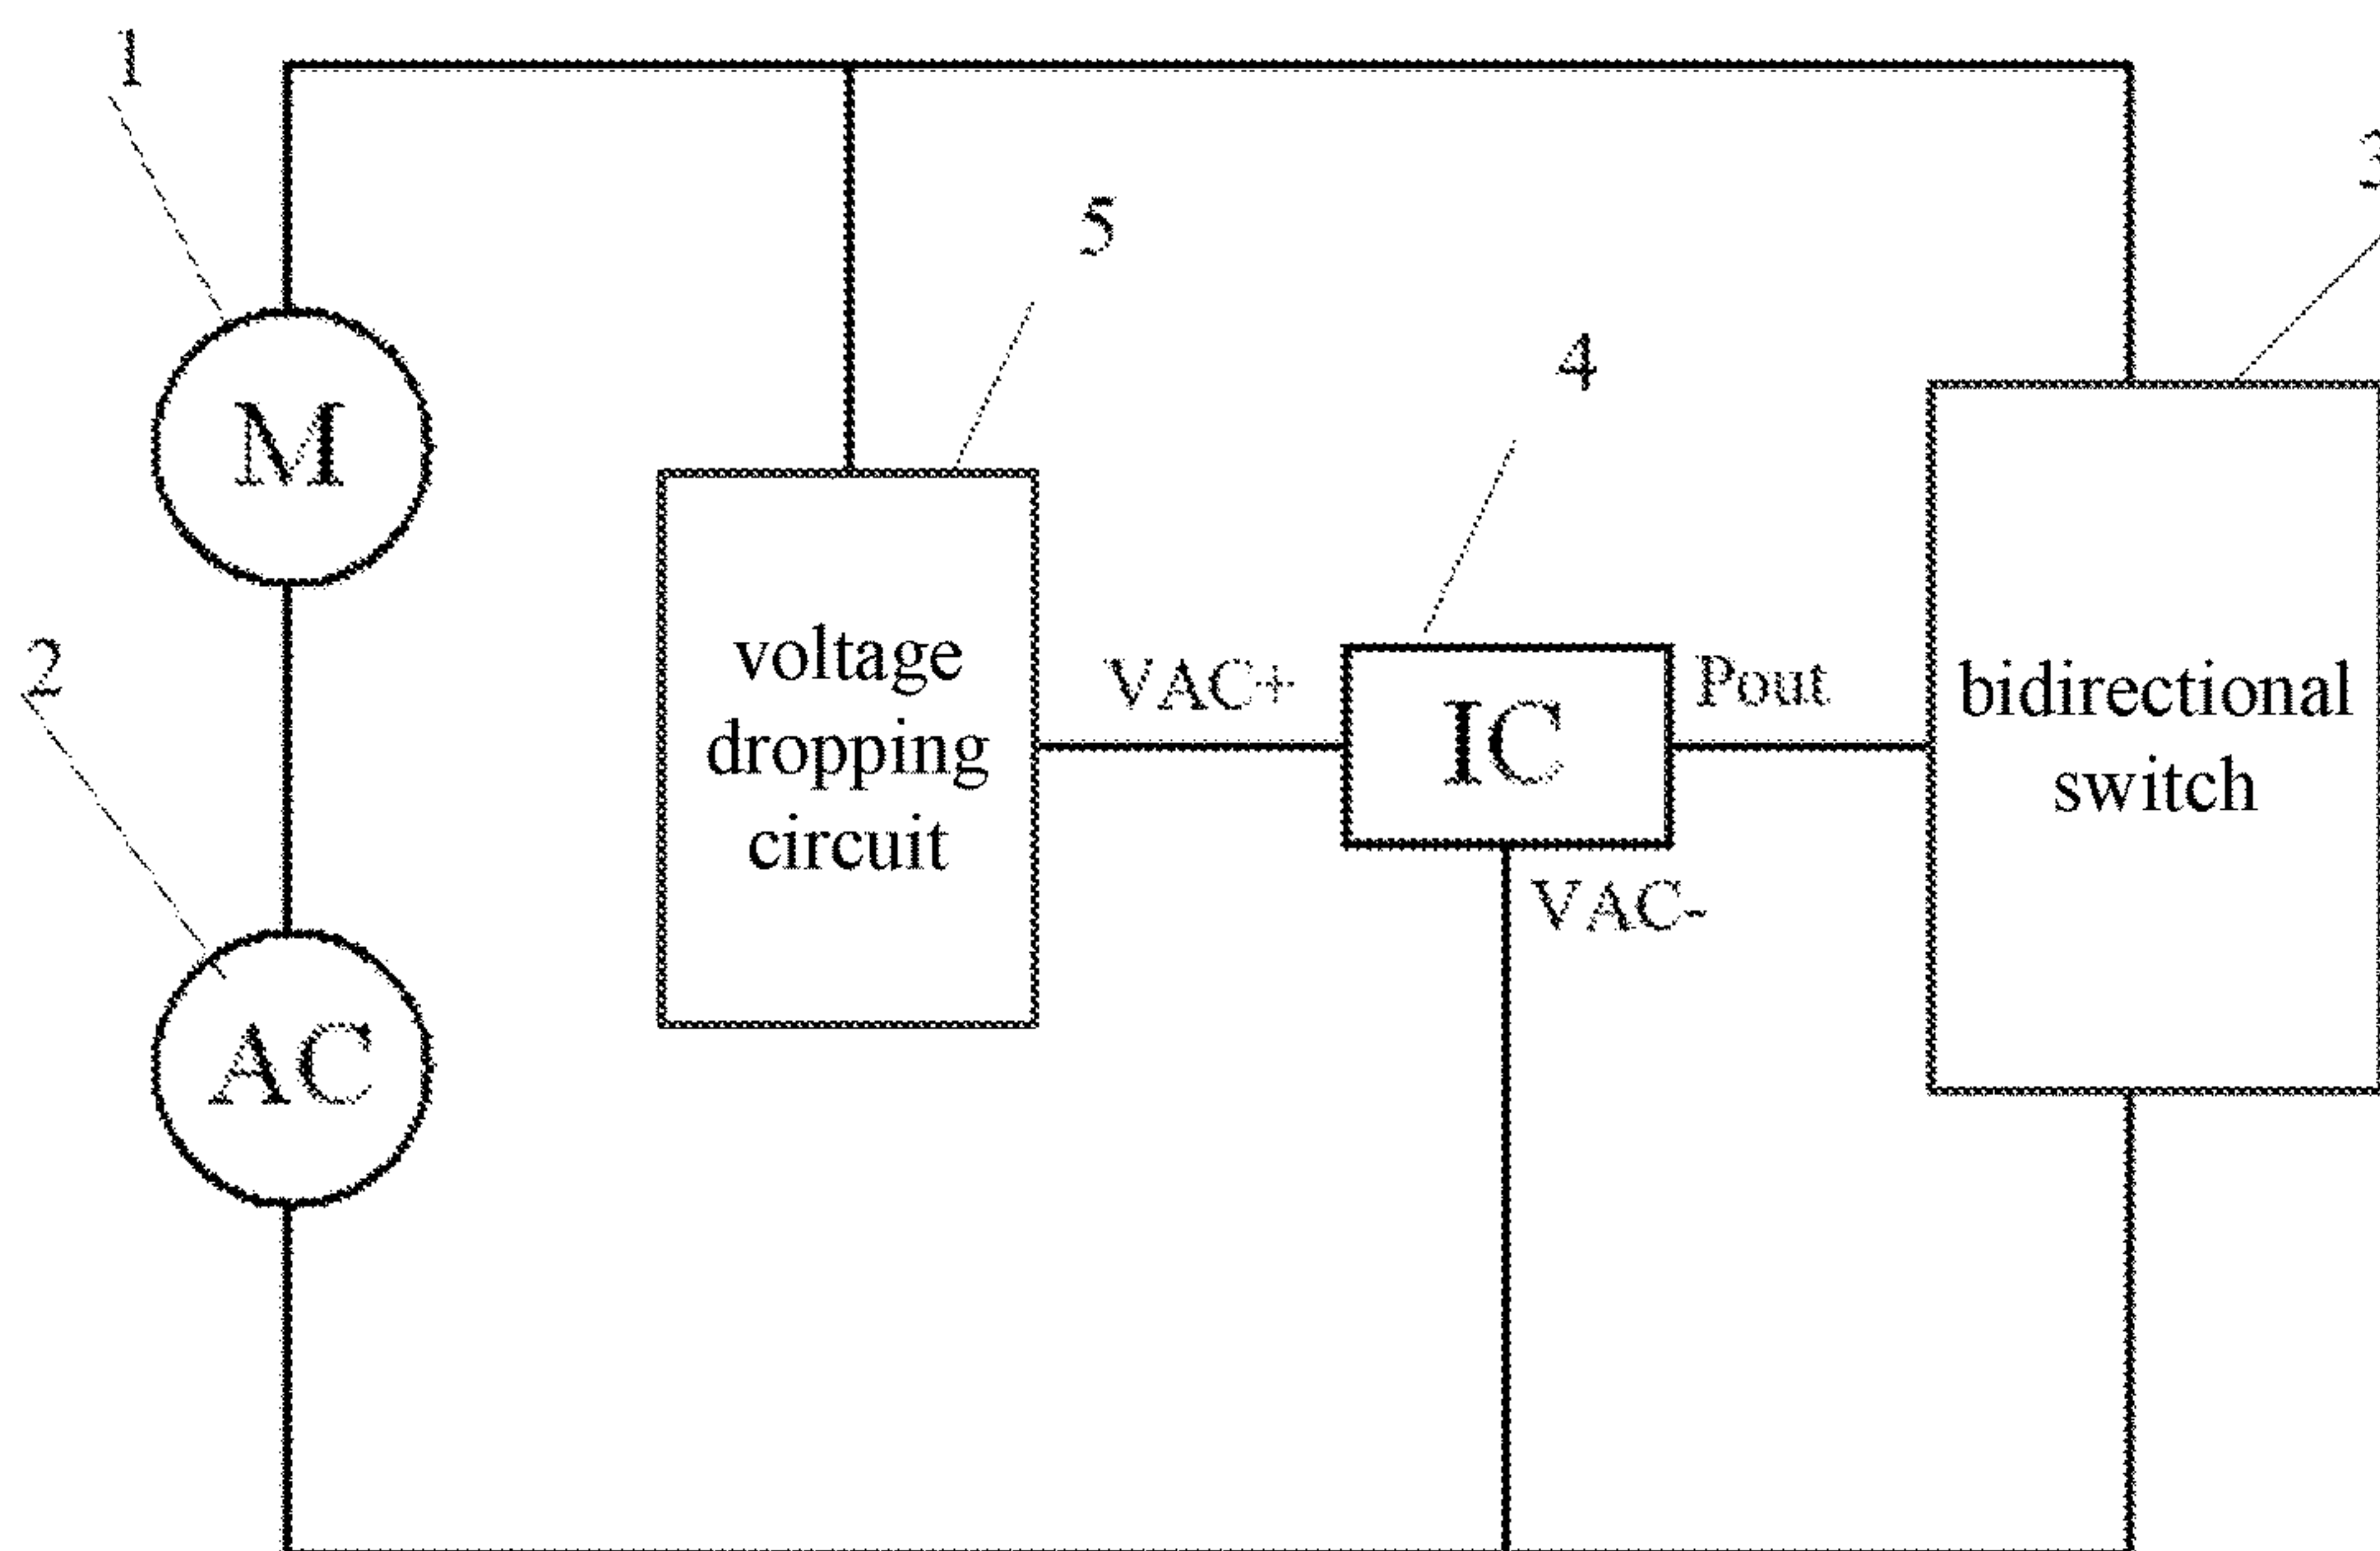 1
3
5
4
M
2
voltage
dropping
circuit
VAC+
IC
Pout
bidirectional
switch
VAC-
AC